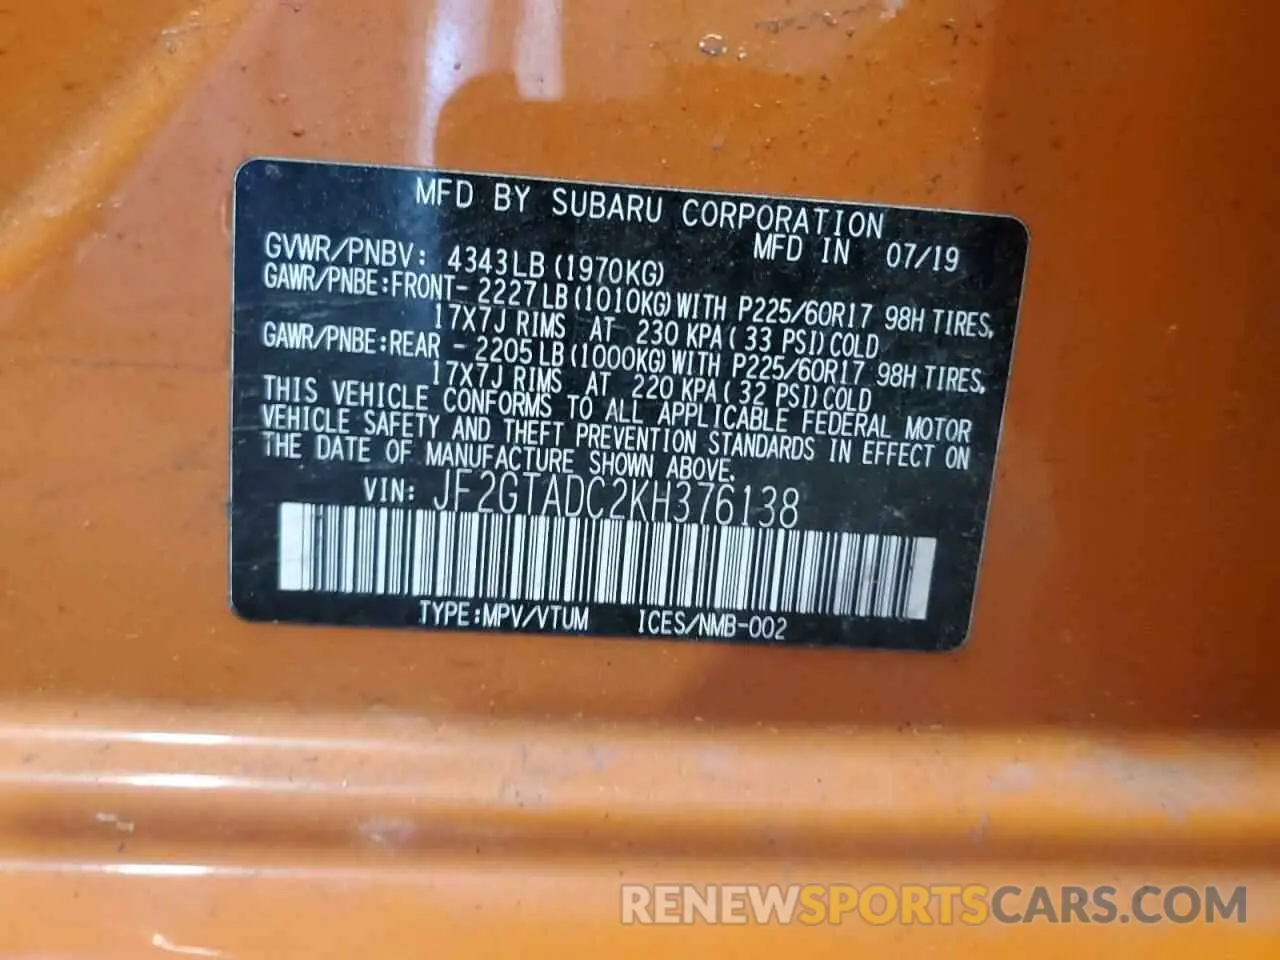 MFD BY SUBARU CORPORATION
MFD IN 07/19
GVWR/PNBV: 4343LB (1970KG)
GAWR/PNBE:FRONT- 2227LB (1010KG) WITH P225/60R17 98H TIRES,
17X7J RIMS AT 230 KPA ( 33 PSI) COLD
GAWR/PNBE:REAR - 2205LB (1000KG) WITH P225/60R17 98H TIRES,
17X7J RIMS AT 220 KPA ( 32 PSI) COLD
THIS VEHICLE CONFORMS TO ALL APPLICABLE FEDERAL MOTOR
VEHICLE SAFETY AND THEFT PREVENTION STANDARDS IN EFFECT ON
THE DATE OF MANUFACTURE SHOWN ABOVE.
VIN: JF2GTADC2KH376138
TYPE:MPV/VTUM ICES/NMB-002
RENEWSPORTSCARS.COM